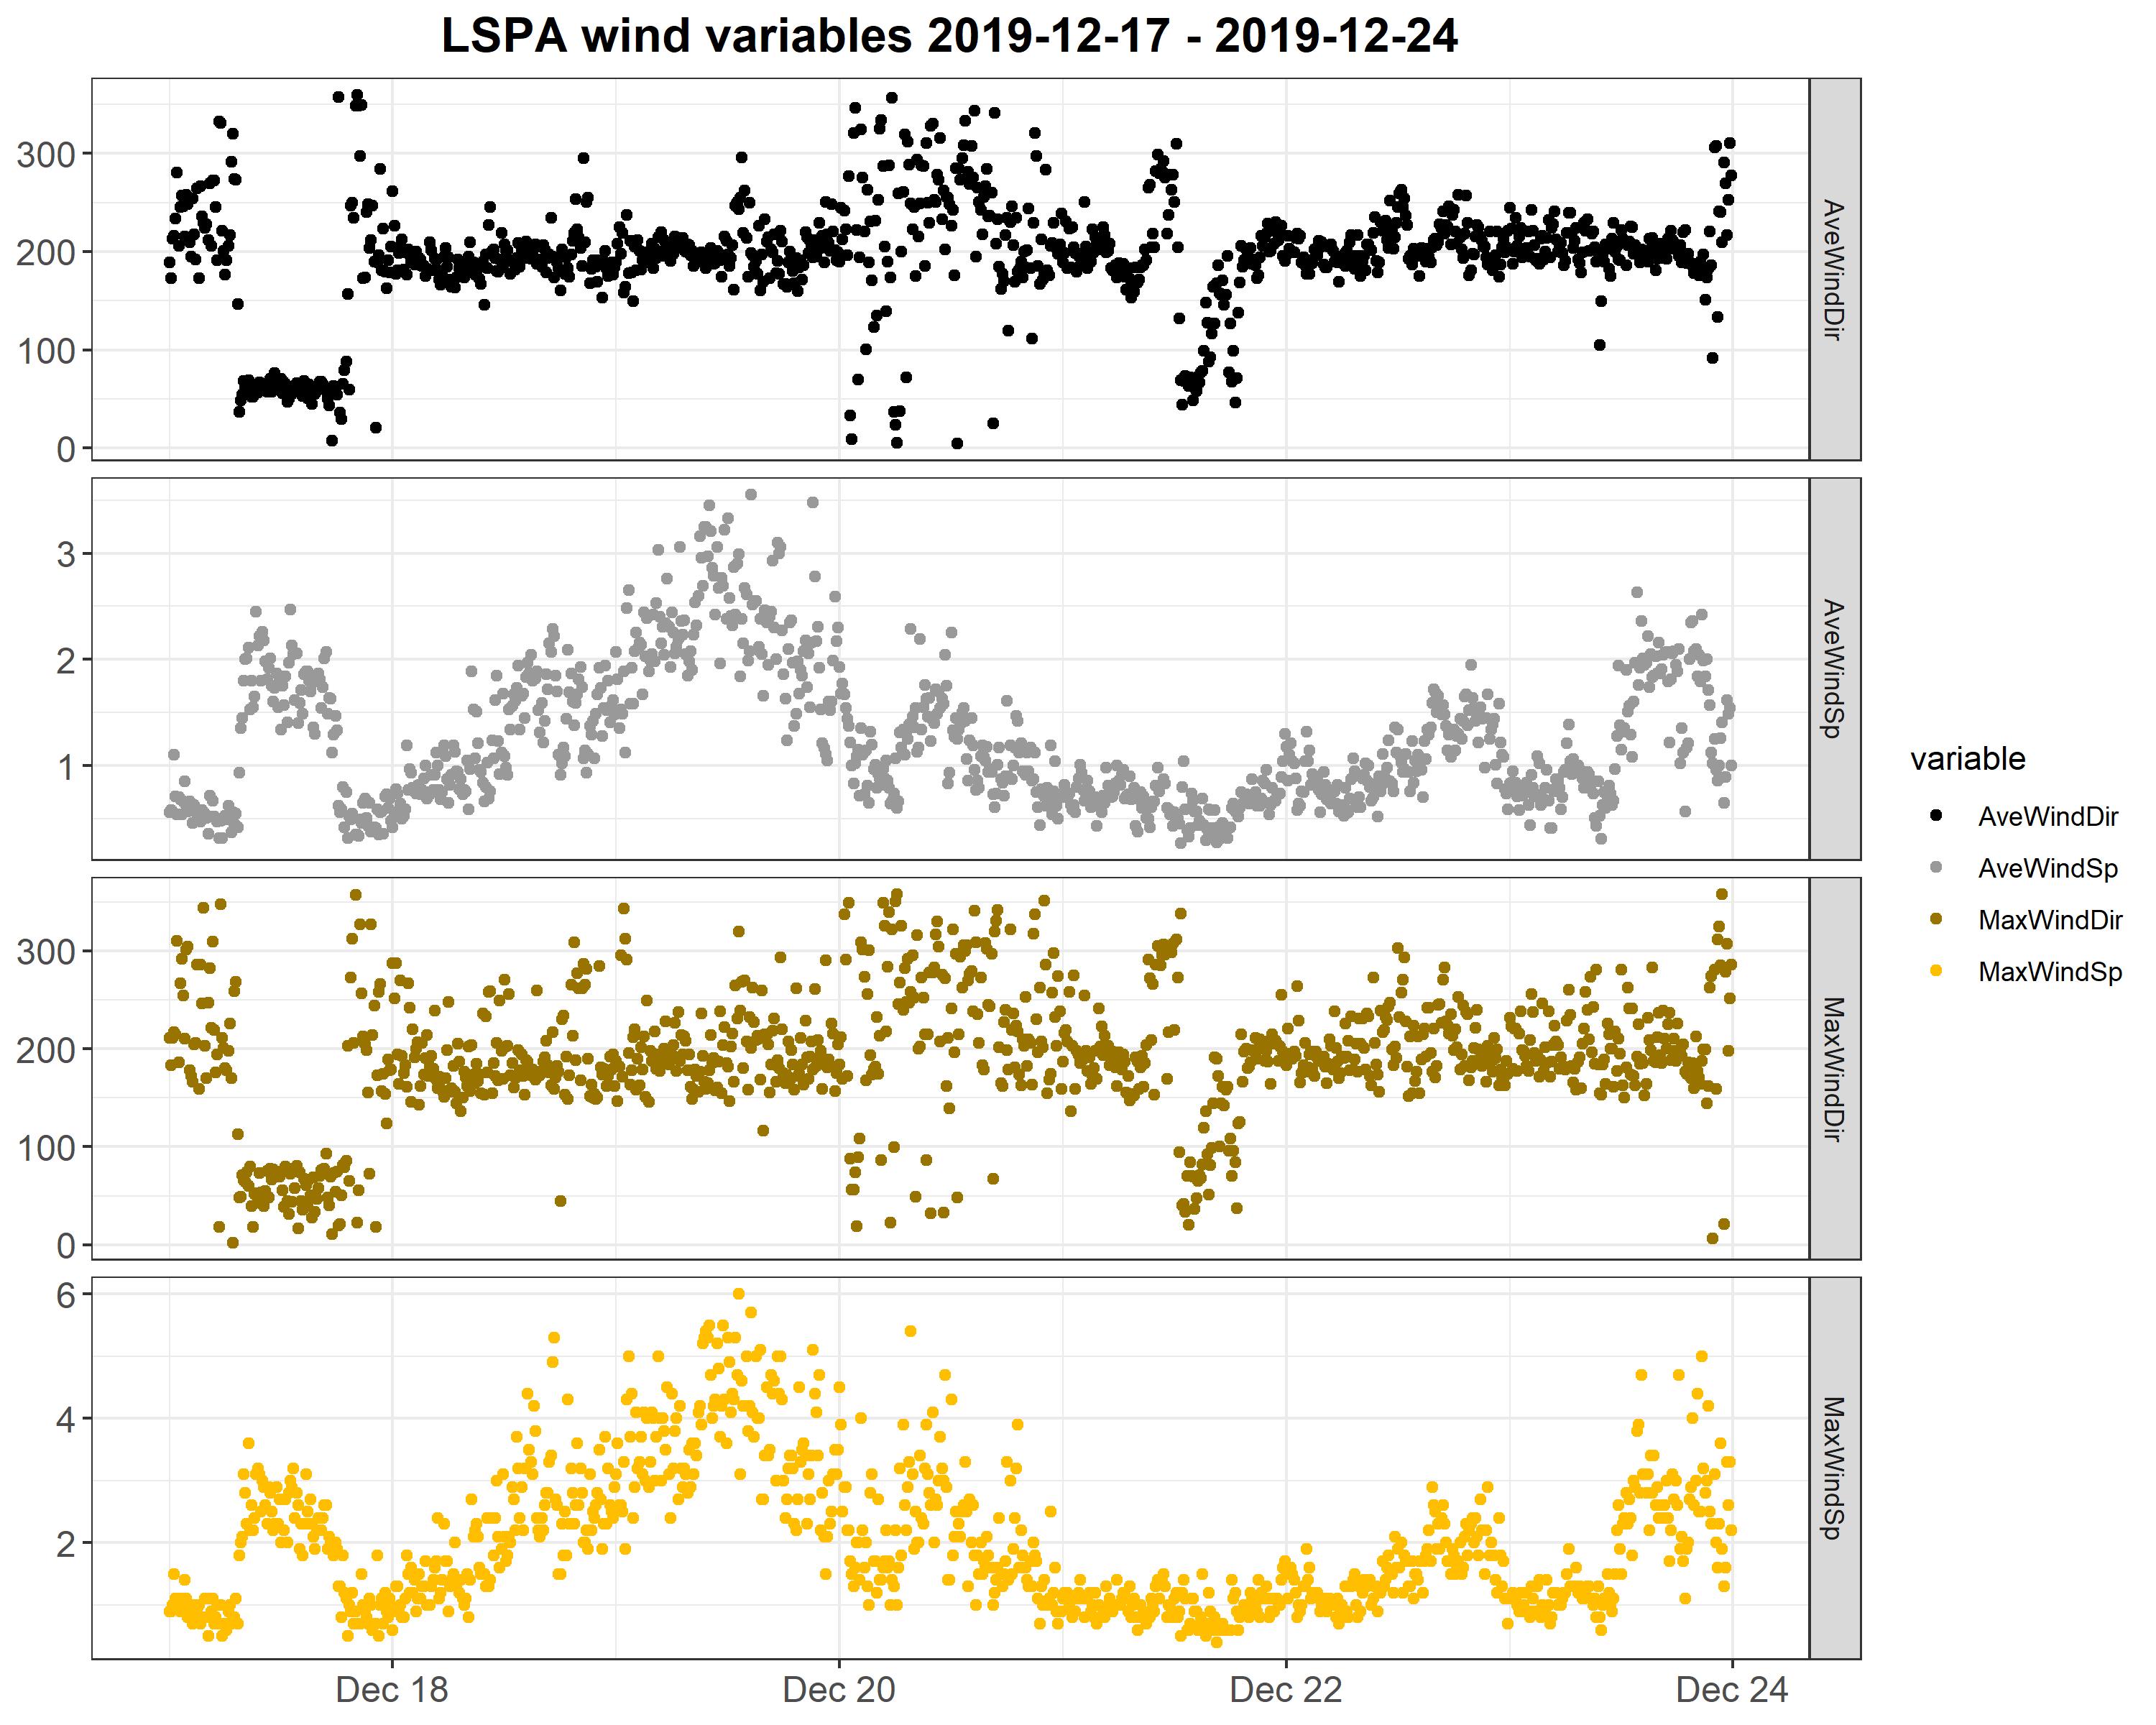 LSPA wind variables 2019-12-17 - 2019-12-24
300
200
100
0
AveWindDir
3
2
1
AveWindSp
300
200
100
0
MaxWindDir
6
4
2
MaxWindSp
Dec 18 Dec 20 Dec 22 Dec 24
variable
AveWindDir
AveWindSp
MaxWindDir
MaxWindSp